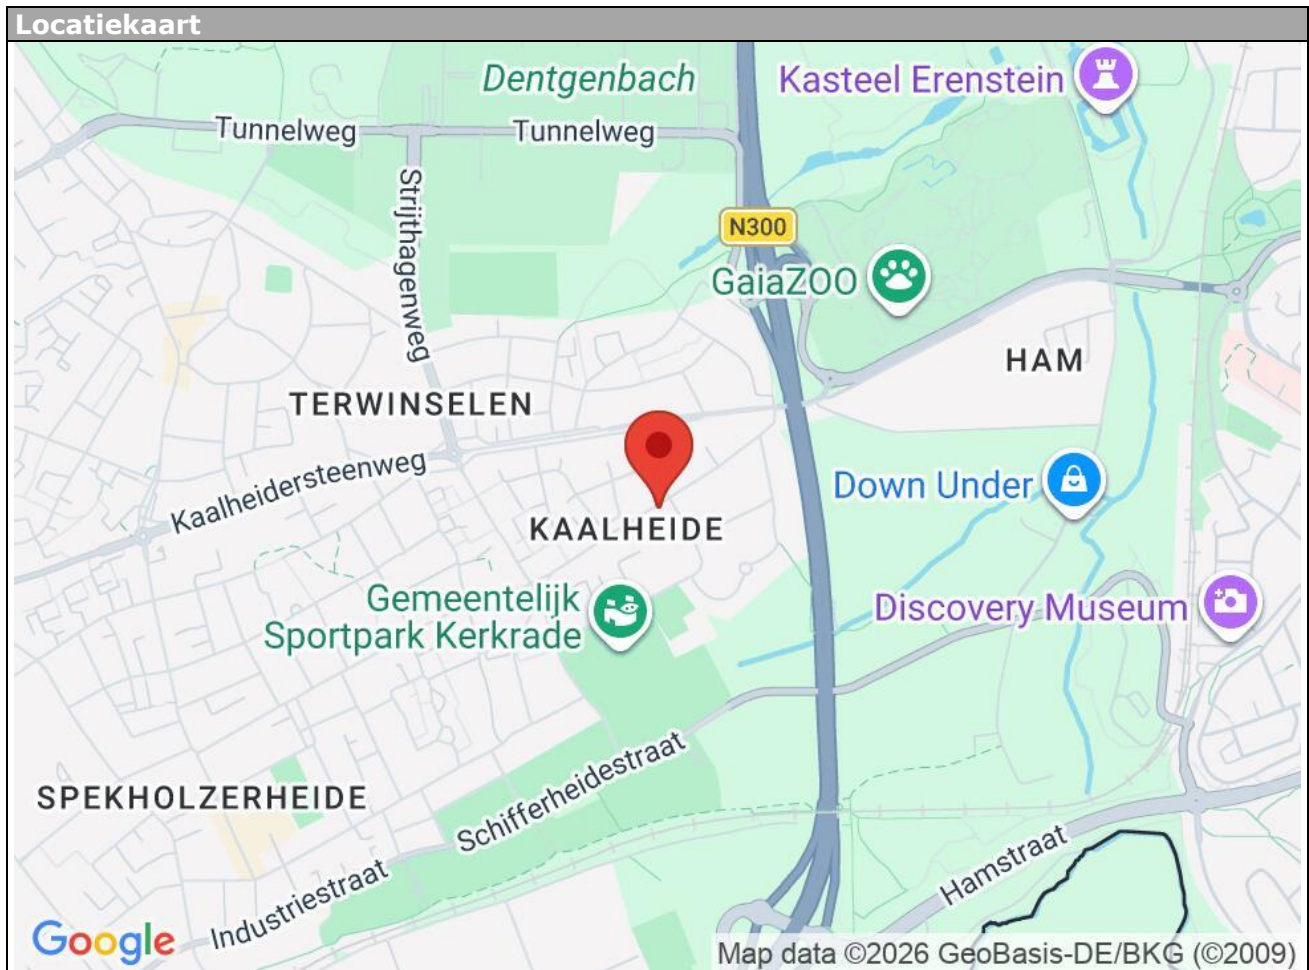 Locatiekaart
Dentgenbach
Kasteel Erenstein
Tunnelweg
Tunnelweg
Strijthagenweg
N300
GaiaZOO
HAM
TERWINSELEN
Kaalheidersteenweg
Down Under
KAALHEIDE
Gemeentelijk
Sportpark Kerkrade
Discovery Museum
Schifferheidestraat
SPEKHOLZERHEIDE
Hamstraat
Industriestraat
Google
Map data ©2026 GeoBasis-DE/BKG (©2009)